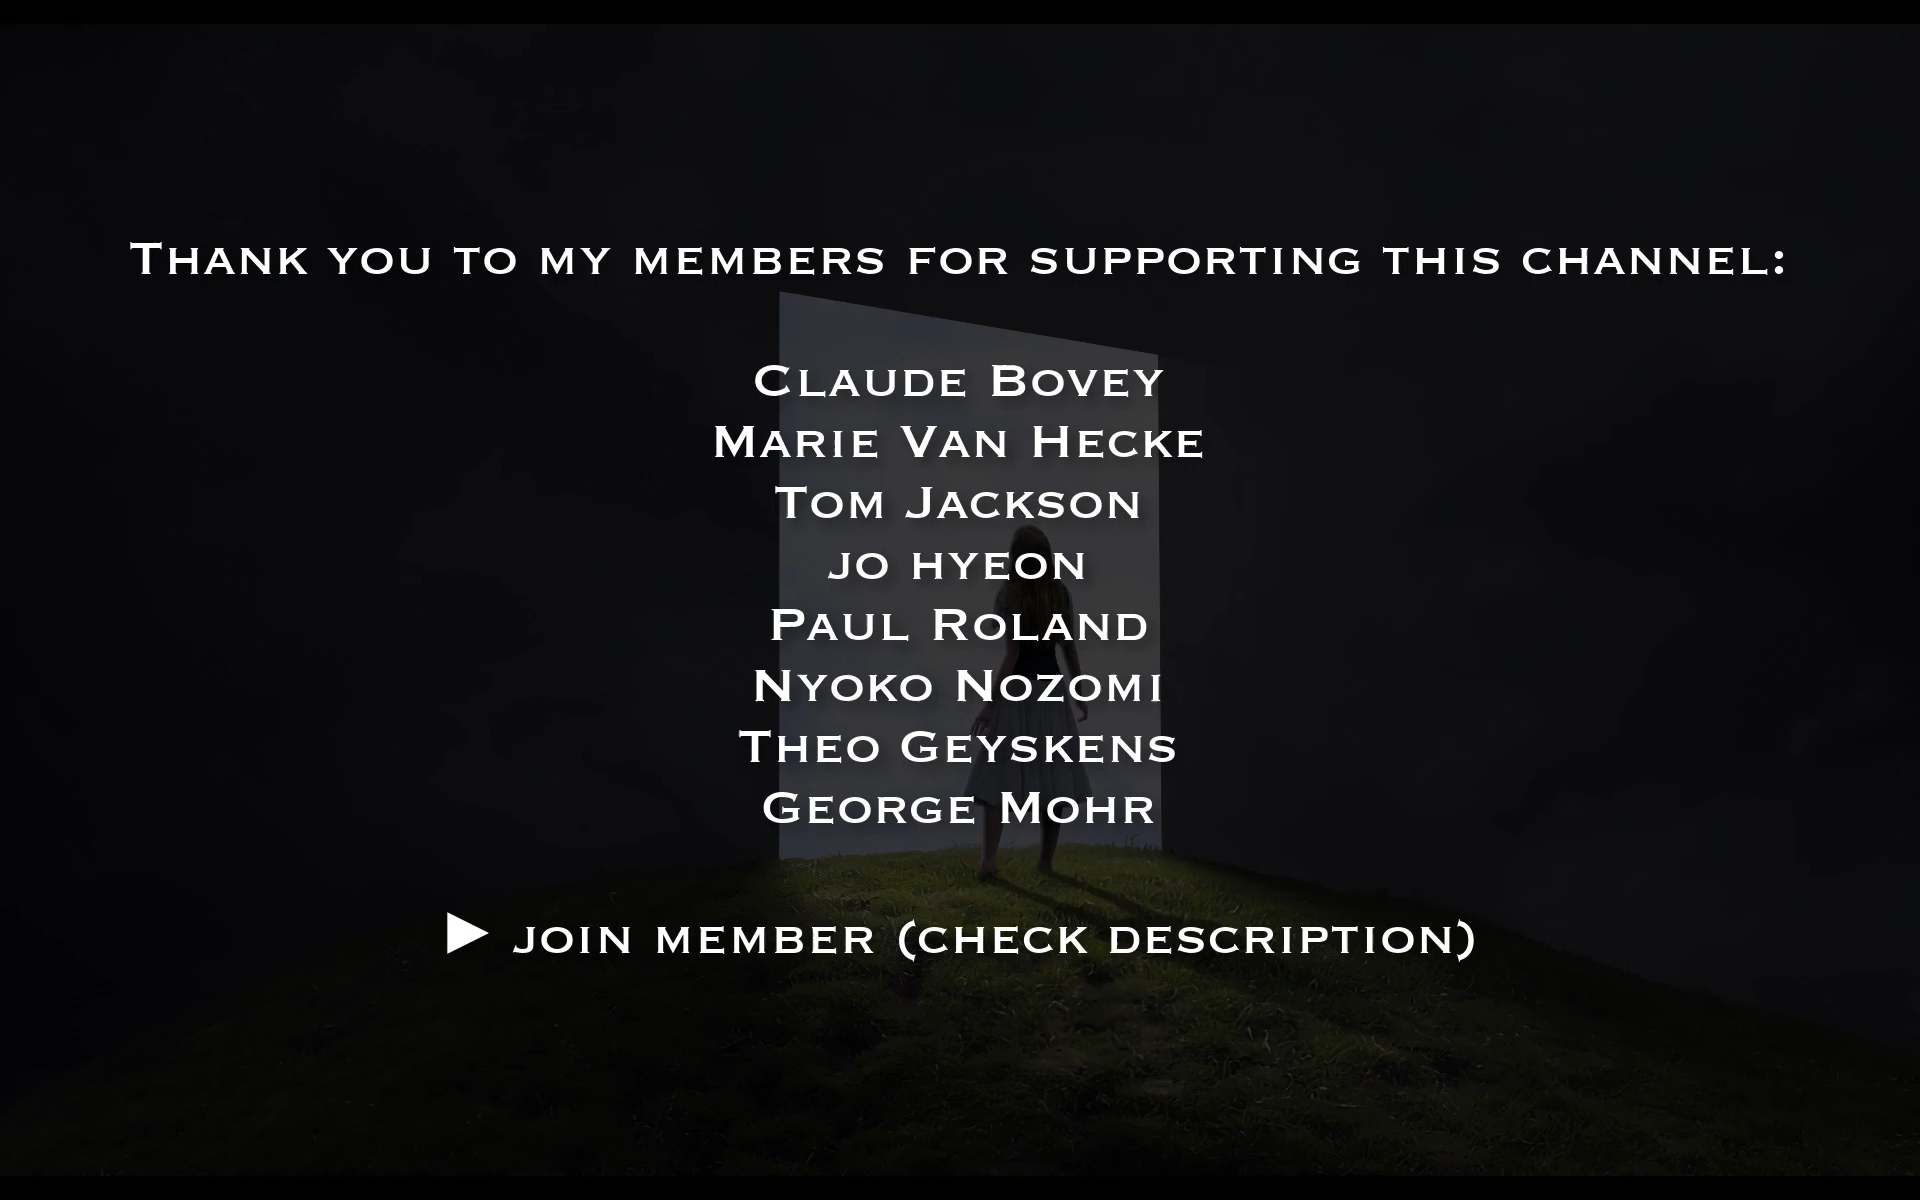 Thank you to my members for supporting this channel:
Claude Bovey
Marie Van Hecke
Tom Jackson
jo hyeon
Paul Roland
Nyoko Nozomi
Theo Geyskens
George Mohr
► join member (check description)